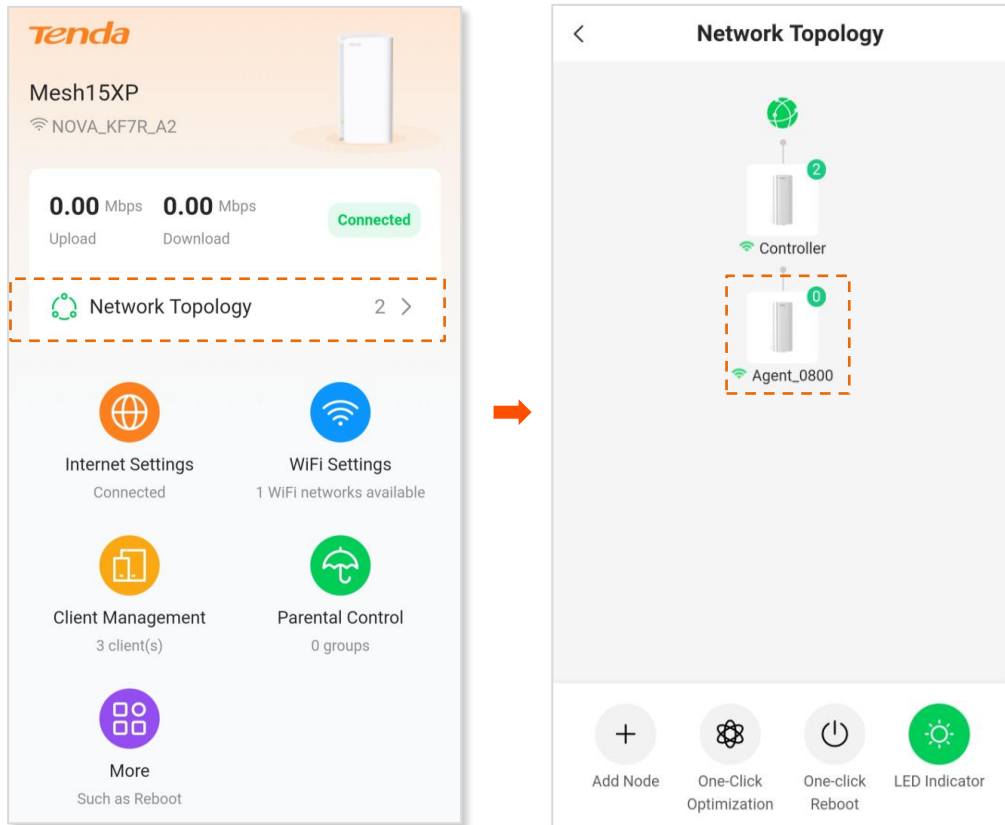 Tenda
Mesh15XP
NOVA_KF7R_A2
0.00 Mbps 0.00 Mbps
Upload Download
Connected
Network Topology 2
Internet Settings
Connected
WiFi Settings
1 WiFi networks available
Client Management
3 client(s)
Parental Control
0 groups
More
Such as Reboot
Network Topology
2
Controller
0
Agent_0800
Add Node
One-Click
Optimization
One-click
Reboot
LED Indicator